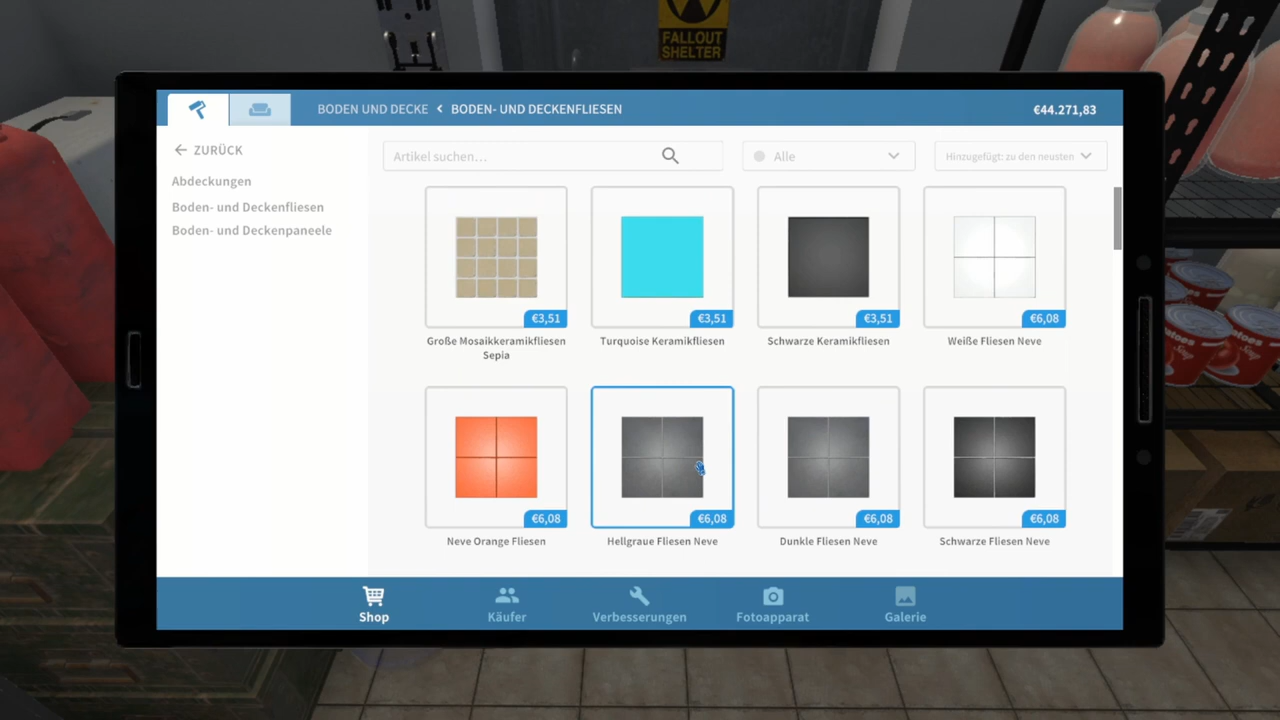 FALLOUT
SHELTER
BODEN UND DECKE < BODEN- UND DECKENFLIESEN
€44.271,83
← ZURÜCK
Abdeckungen
Boden- und Deckenfliesen
Boden- und Deckenpaneele
Artikel suchen...
Alle
Hinzugefügt: zu den neusten
€3,51
€3,51
€3,51
€6,08
Große Mosaikkeramikfliesen
Sepia
Turquoise Keramikfliesen
Schwarze Keramikfliesen
Weiße Fliesen Neve
€6,08
€6,08
€6,08
€6,08
Neve Orange Fliesen
Hellgraue Fliesen Neve
Dunkle Fliesen Neve
Schwarze Fliesen Neve
Shop
Käufer
Verbesserungen
Fotoapparat
Galerie